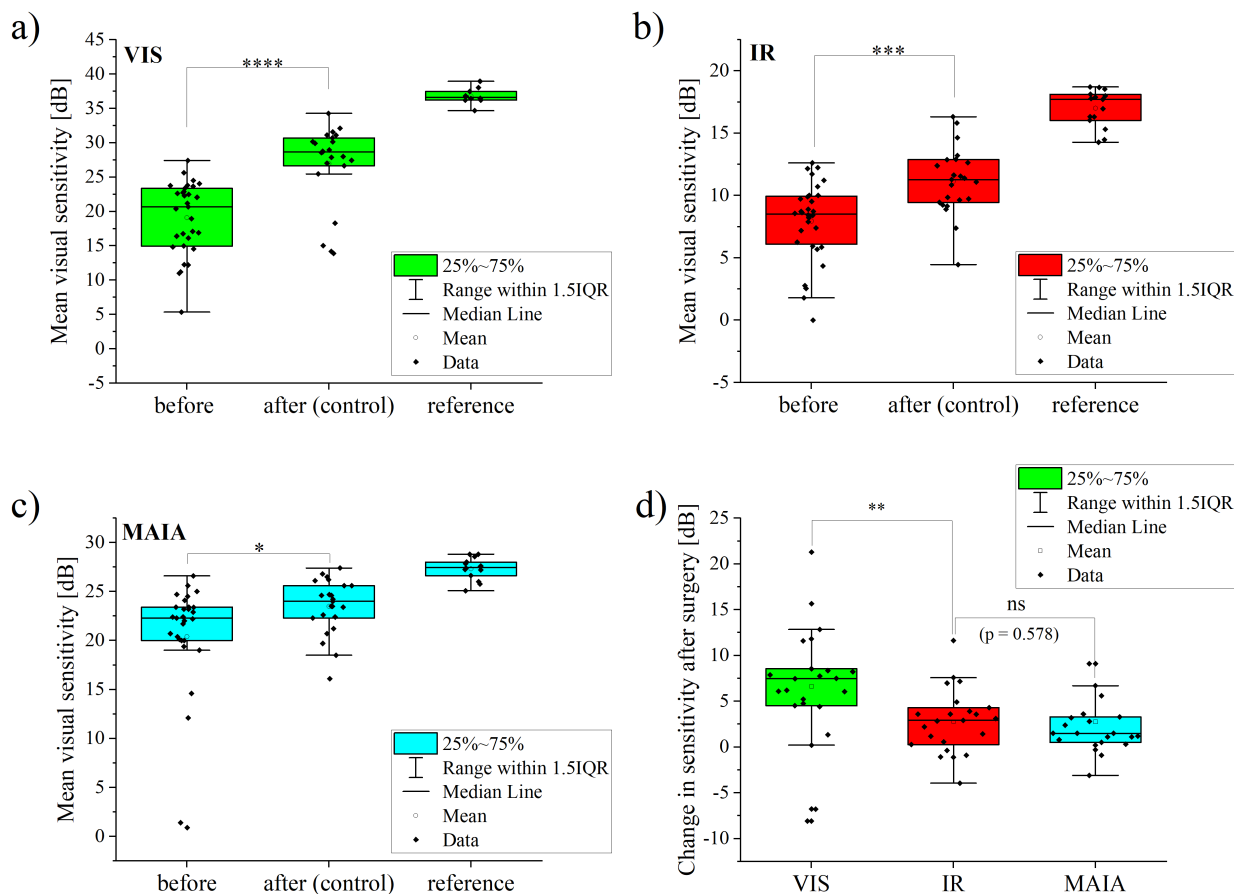 a)
VIS
Mean visual sensitivity [dB]
45
40
35
30
25
20
15
10
5
0
-5
****
25%~75%
Range within 1.5IQR
Median Line
Mean
Data
before
after (control)
reference
b)
IR
Mean visual sensitivity [dB]
20
15
10
5
0
-5
***
25%~75%
Range within 1.5IQR
Median Line
Mean
Data
before
after (control)
reference
c)
MAIA
Mean visual sensitivity [dB]
30
25
20
15
10
5
0
*
25%~75%
Range within 1.5IQR
Median Line
Mean
Data
before
after (control)
reference
d)
25%~75%
Range within 1.5IQR
Median Line
Mean
Data
Change in sensitivity after surgery [dB]
25
20
15
10
5
0
-5
-10
**
ns
(p = 0.578)
VIS
IR
MAIA